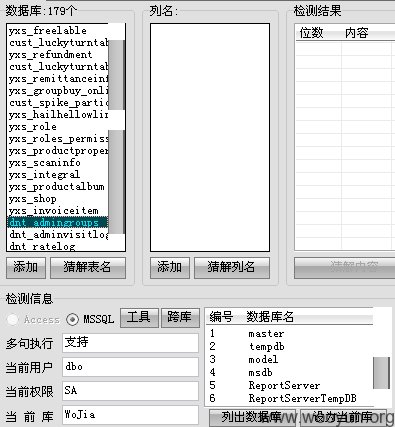 数据库:179个
列名:
检测结果
yxs_freelable
cust_luckyturntab
yxs_refundment
cust_luckyturntab
yxs_remittanceinf
yxs_groupbuy_onli
cust_spike_partic
yxs_hailhellowlin
yxs_role
yxs_roles_permiss
yxs_productproper
yxs_scaninfo
yxs_integral
yxs_productalbum
yxs_shop
yxs_invoiceitem
dnt_admingroups
dnt_adminvisitlog
dnt_ratelog
位数 内容
添加 猜解表名
添加 猜解列名
猜解内容
检测信息
Access MSSQL 工具 跨库
多句执行 支持
当前用户 dbo
当前权限 SA
当 前 库 WoJia
编号 数据库名
1 master
2 tempdb
3 model
4 msdb
5 ReportServer
6 ReportServerTempDB
列出数据库 设为当前库